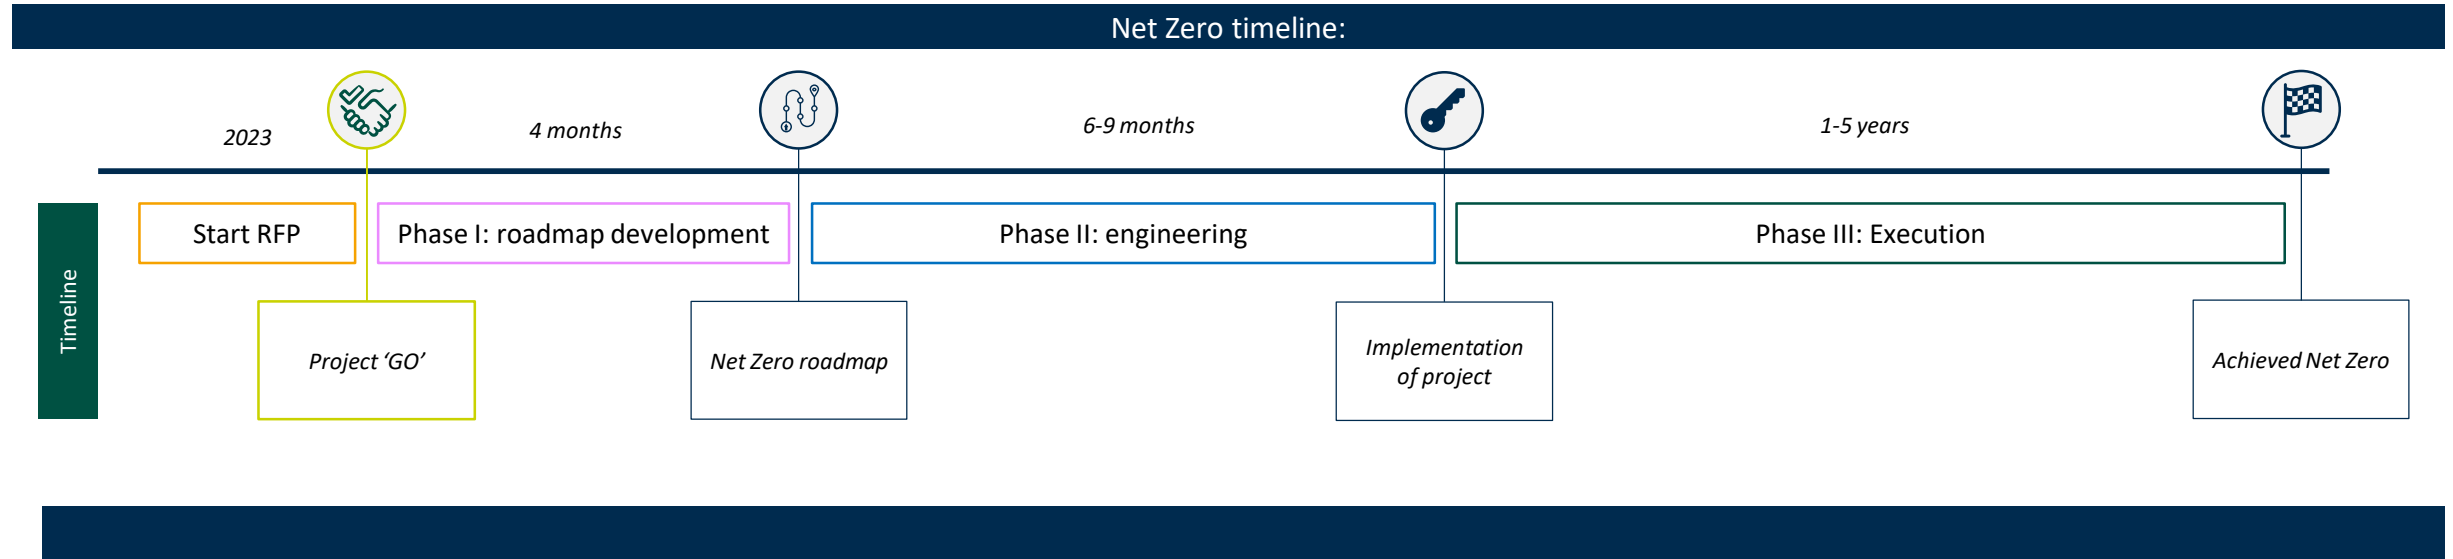 Net Zero timeline:
2023
4 months
6-9 months
1-5 years
Start RFP
Phase I: roadmap development
Phase II: engineering
Phase III: Execution
Timeline
Project ‘GO’
Net Zero roadmap
Implementation
of project
Achieved Net Zero